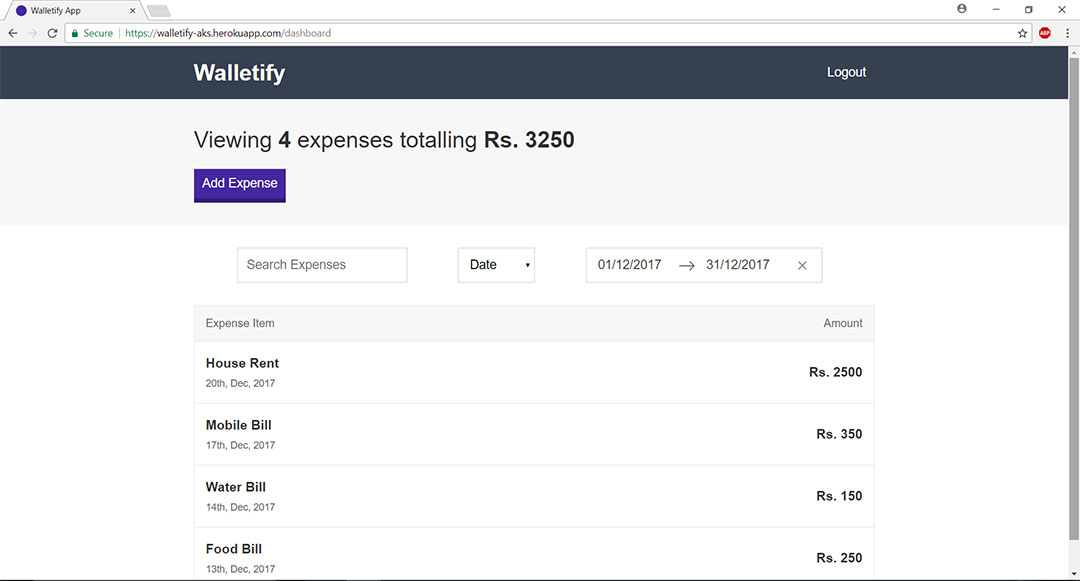 Walletify App
Secure https://walletify-aks.herokuapp.com/dashboard ABP
Walletify Logout
Viewing 4 expenses totalling Rs. 3250
Add Expense
Search Expenses Date 01/12/2017 → 31/12/2017
Expense Item Amount
House Rent
Rs. 2500
20th, Dec, 2017
Mobile Bill
Rs. 350
17th, Dec, 2017
Water Bill
Rs. 150
14th, Dec, 2017
Food Bill
Rs. 250
13th, Dec, 2017